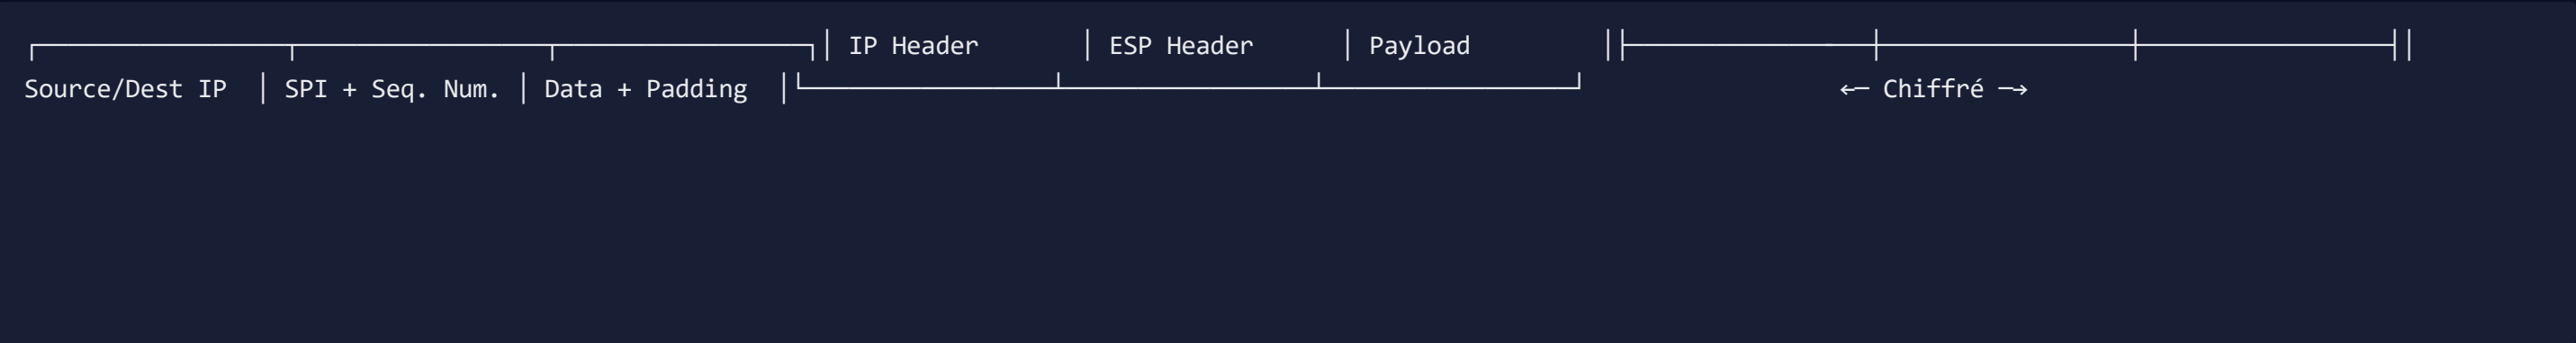 ┌─────────────────┬─────────────────┬─────────────────┐│ IP Header       │ ESP Header      │ Payload         ││├─────────────────┼─────────────────┼─────────────────┤││
Source/Dest IP  │ SPI + Seq. Num. │ Data + Padding  │└─────────────────┴─────────────────┴─────────────────┘                  ←─ Chiffré ─→